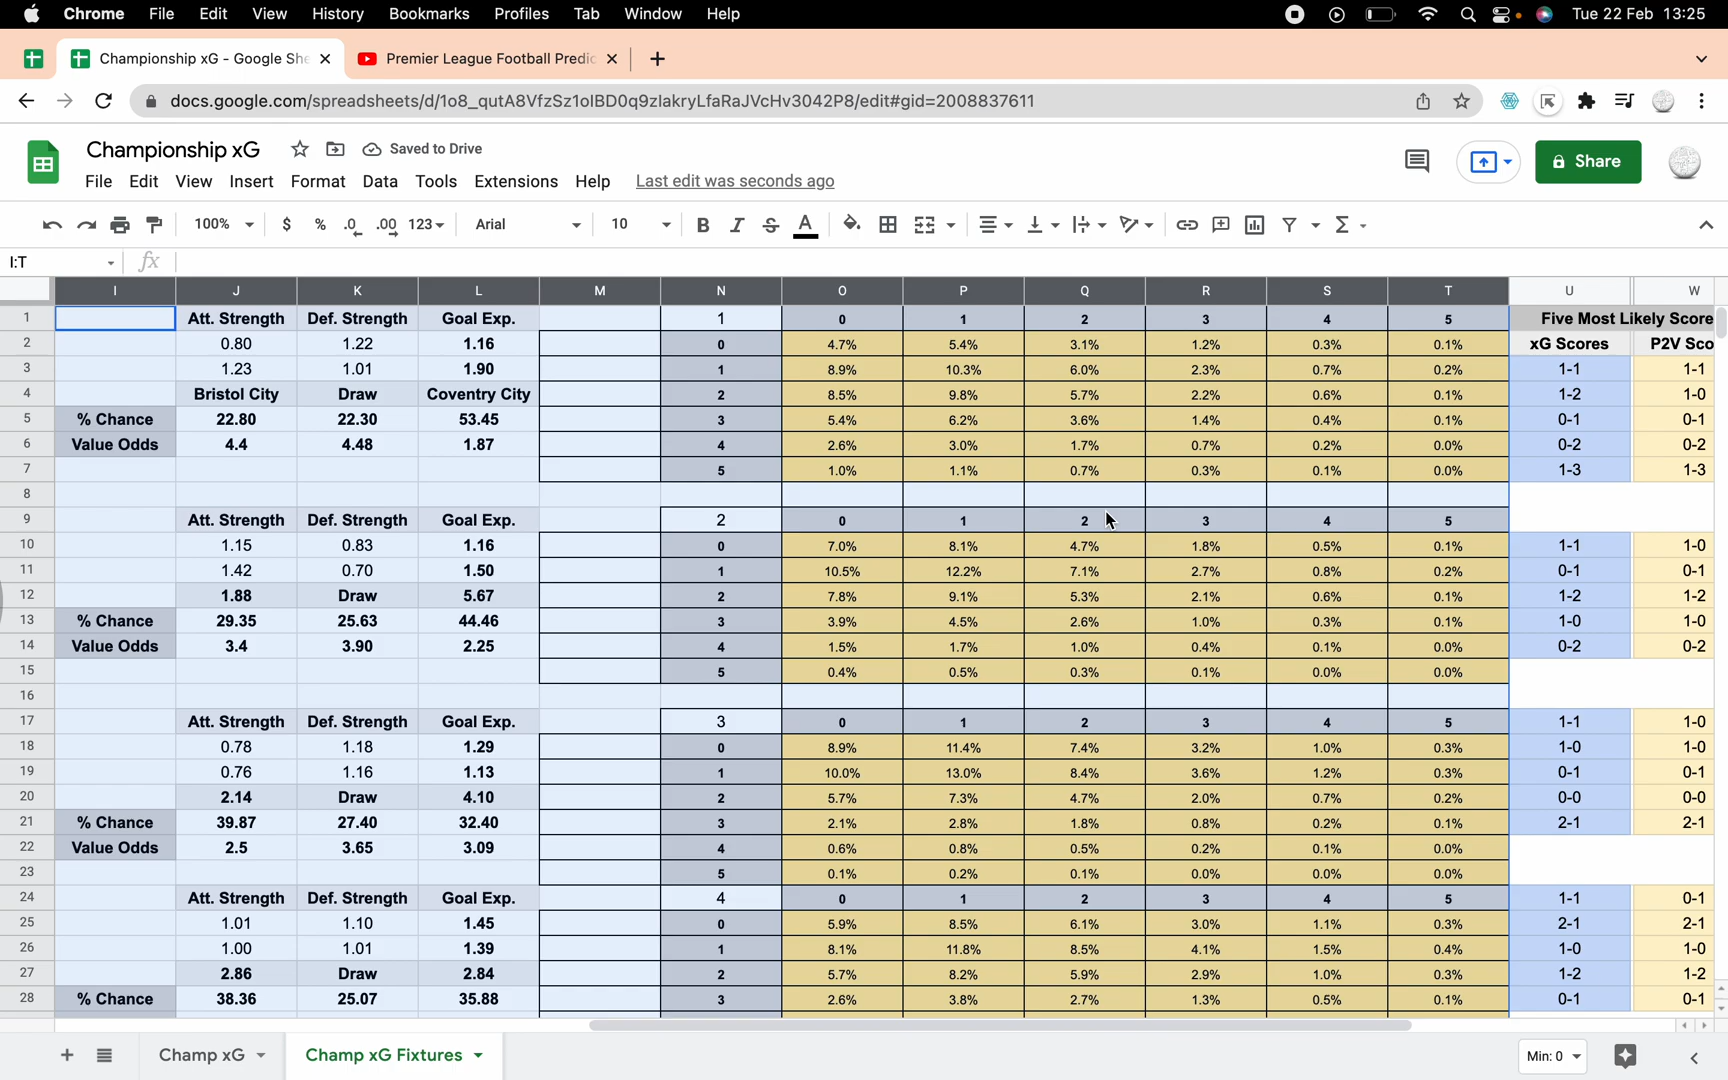 Chrome File Edit View History Bookmarks Profiles Tab Window Help Tue 22 Feb 13:25
Championship xG - Google She Premier League Football Predic
docs.google.com/spreadsheets/d/1o8_qutA8VfzSz1oIBD0q9zlakryLfaRaJVcHv3042P8/edit#gid=2008837611
Championship xG Saved to Drive
Share
File Edit View Insert Format Data Tools Extensions Help Last edit was seconds ago
100% $ % .0 .00 123 Arial 10 B I S A
I:T fx
I J K L M N O P Q R S T U W
1 Att. Strength Def. Strength Goal Exp. 1 0 1 2 3 4 5 Five Most Likely Score
2 0.80 1.22 1.16 0 4.7% 5.4% 3.1% 1.2% 0.3% 0.1% xG Scores P2V Sco
3 1.23 1.01 1.90 1 8.9% 10.3% 6.0% 2.3% 0.7% 0.2% 1-1 1-1
4 Bristol City Draw Coventry City 2 8.5% 9.8% 5.7% 2.2% 0.6% 0.1% 1-2 1-0
5 % Chance 22.80 22.30 53.45 3 5.4% 6.2% 3.6% 1.4% 0.4% 0.1% 0-1 0-1
6 Value Odds 4.4 4.48 1.87 4 2.6% 3.0% 1.7% 0.7% 0.2% 0.0% 0-2 0-2
7 5 1.0% 1.1% 0.7% 0.3% 0.1% 0.0% 1-3 1-3
8
9 Att. Strength Def. Strength Goal Exp. 2 0 1 2 3 4 5
10 1.15 0.83 1.16 0 7.0% 8.1% 4.7% 1.8% 0.5% 0.1% 1-1 1-0
11 1.42 0.70 1.50 1 10.5% 12.2% 7.1% 2.7% 0.8% 0.2% 0-1 0-1
12 1.88 Draw 5.67 2 7.8% 9.1% 5.3% 2.1% 0.6% 0.1% 1-2 1-2
13 % Chance 29.35 25.63 44.46 3 3.9% 4.5% 2.6% 1.0% 0.3% 0.1% 1-0 1-0
14 Value Odds 3.4 3.90 2.25 4 1.5% 1.7% 1.0% 0.4% 0.1% 0.0% 0-2 0-2
15 5 0.4% 0.5% 0.3% 0.1% 0.0% 0.0%
16
17 Att. Strength Def. Strength Goal Exp. 3 0 1 2 3 4 5 1-1 1-0
18 0.78 1.18 1.29 0 8.9% 11.4% 7.4% 3.2% 1.0% 0.3% 1-0 1-0
19 0.76 1.16 1.13 1 10.0% 13.0% 8.4% 3.6% 1.2% 0.3% 0-1 0-1
20 2.14 Draw 4.10 2 5.7% 7.3% 4.7% 2.0% 0.7% 0.2% 0-0 0-0
21 % Chance 39.87 27.40 32.40 3 2.1% 2.8% 1.8% 0.8% 0.2% 0.1% 2-1 2-1
22 Value Odds 2.5 3.65 3.09 4 0.6% 0.8% 0.5% 0.2% 0.1% 0.0%
23 5 0.1% 0.2% 0.1% 0.0% 0.0% 0.0%
24 Att. Strength Def. Strength Goal Exp. 4 0 1 2 3 4 5 1-1 0-1
25 1.01 1.10 1.45 0 5.9% 8.5% 6.1% 3.0% 1.1% 0.3% 2-1 2-1
26 1.00 1.01 1.39 1 8.1% 11.8% 8.5% 4.1% 1.5% 0.4% 1-0 1-0
27 2.86 Draw 2.84 2 5.7% 8.2% 5.9% 2.9% 1.0% 0.3% 1-2 1-2
28 % Chance 38.36 25.07 35.88 3 2.6% 3.8% 2.7% 1.3% 0.5% 0.1% 0-1 0-1
Champ xG Champ xG Fixtures Min: 0